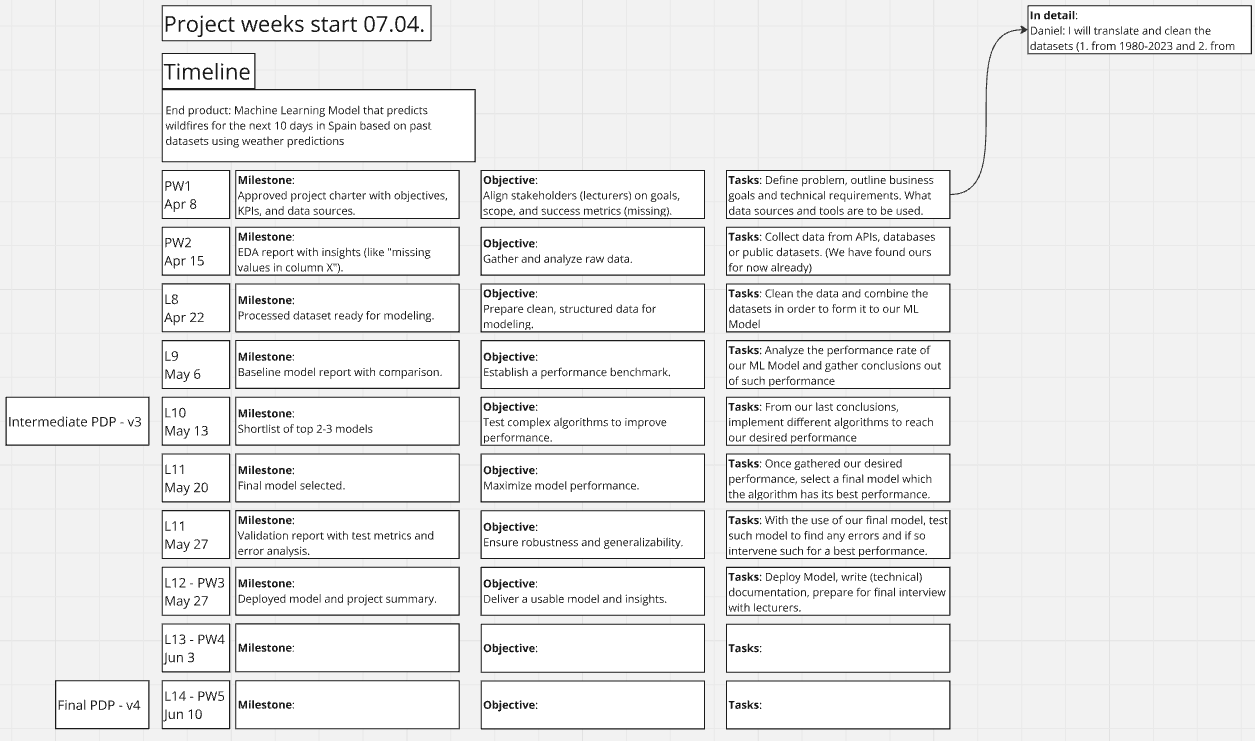 Project weeks start 07.04.
In detail:
Daniel: I will translate and clean the
datasets (1. from 1980-2023 and 2. from
Timeline
End product: Machine Learning Model that predicts
wildfires for the next 10 days in Spain based on past
datasets using weather predictions
PW1
Apr 8
Milestone:
Approved project charter with objectives,
KPIs, and data sources.
Objective:
Align stakeholders (lecturers) on goals,
scope, and success metrics (missing).
Tasks: Define problem, outline business
goals and technical requirements. What
data sources and tools are to be used.
PW2
Apr 15
Milestone:
EDA report with insights (like "missing
values in column X").
Objective:
Gather and analyze raw data.
Tasks: Collect data from APIs, databases
or public datasets. (We have found ours
for now already)
L8
Apr 22
Milestone:
Processed dataset ready for modeling.
Objective:
Prepare clean, structured data for
modeling.
Tasks: Clean the data and combine the
datasets in order to form it to our ML
Model
L9
May 6
Milestone:
Baseline model report with comparison.
Objective:
Establish a performance benchmark.
Tasks: Analyze the performance rate of
our ML Model and gather conclusions out
of such performance
Intermediate PDP - v3
L10
May 13
Milestone:
Shortlist of top 2-3 models
Objective:
Test complex algorithms to improve
performance.
Tasks: From our last conclusions,
implement different algorithms to reach
our desired performance
L11
May 20
Milestone:
Final model selected.
Objective:
Maximize model performance.
Tasks: Once gathered our desired
performance, select a final model which
the algorithm has its best performance.
L11
May 27
Milestone:
Validation report with test metrics and
error analysis.
Objective:
Ensure robustness and generalizability.
Tasks: With the use of our final model, test
such model to find any errors and if so
intervene such for a best performance.
L12 - PW3
May 27
Milestone:
Deployed model and project summary.
Objective:
Deliver a usable model and insights.
Tasks: Deploy Model, write (technical)
documentation, prepare for final interview
with lecturers.
L13 - PW4
Jun 3
Milestone:
Objective:
Tasks:
Final PDP - v4
L14 - PW5
Jun 10
Milestone:
Objective:
Tasks: